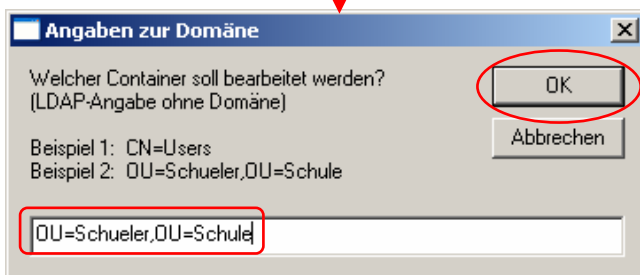 Angaben zur Domäne
Welcher Container soll bearbeitet werden?
(LDAP-Angabe ohne Domäne)
OK
Abbrechen
Beispiel 1: CN=Users
Beispiel 2: OU=Schueler,OU=Schule
OU=Schueler,OU=Schule